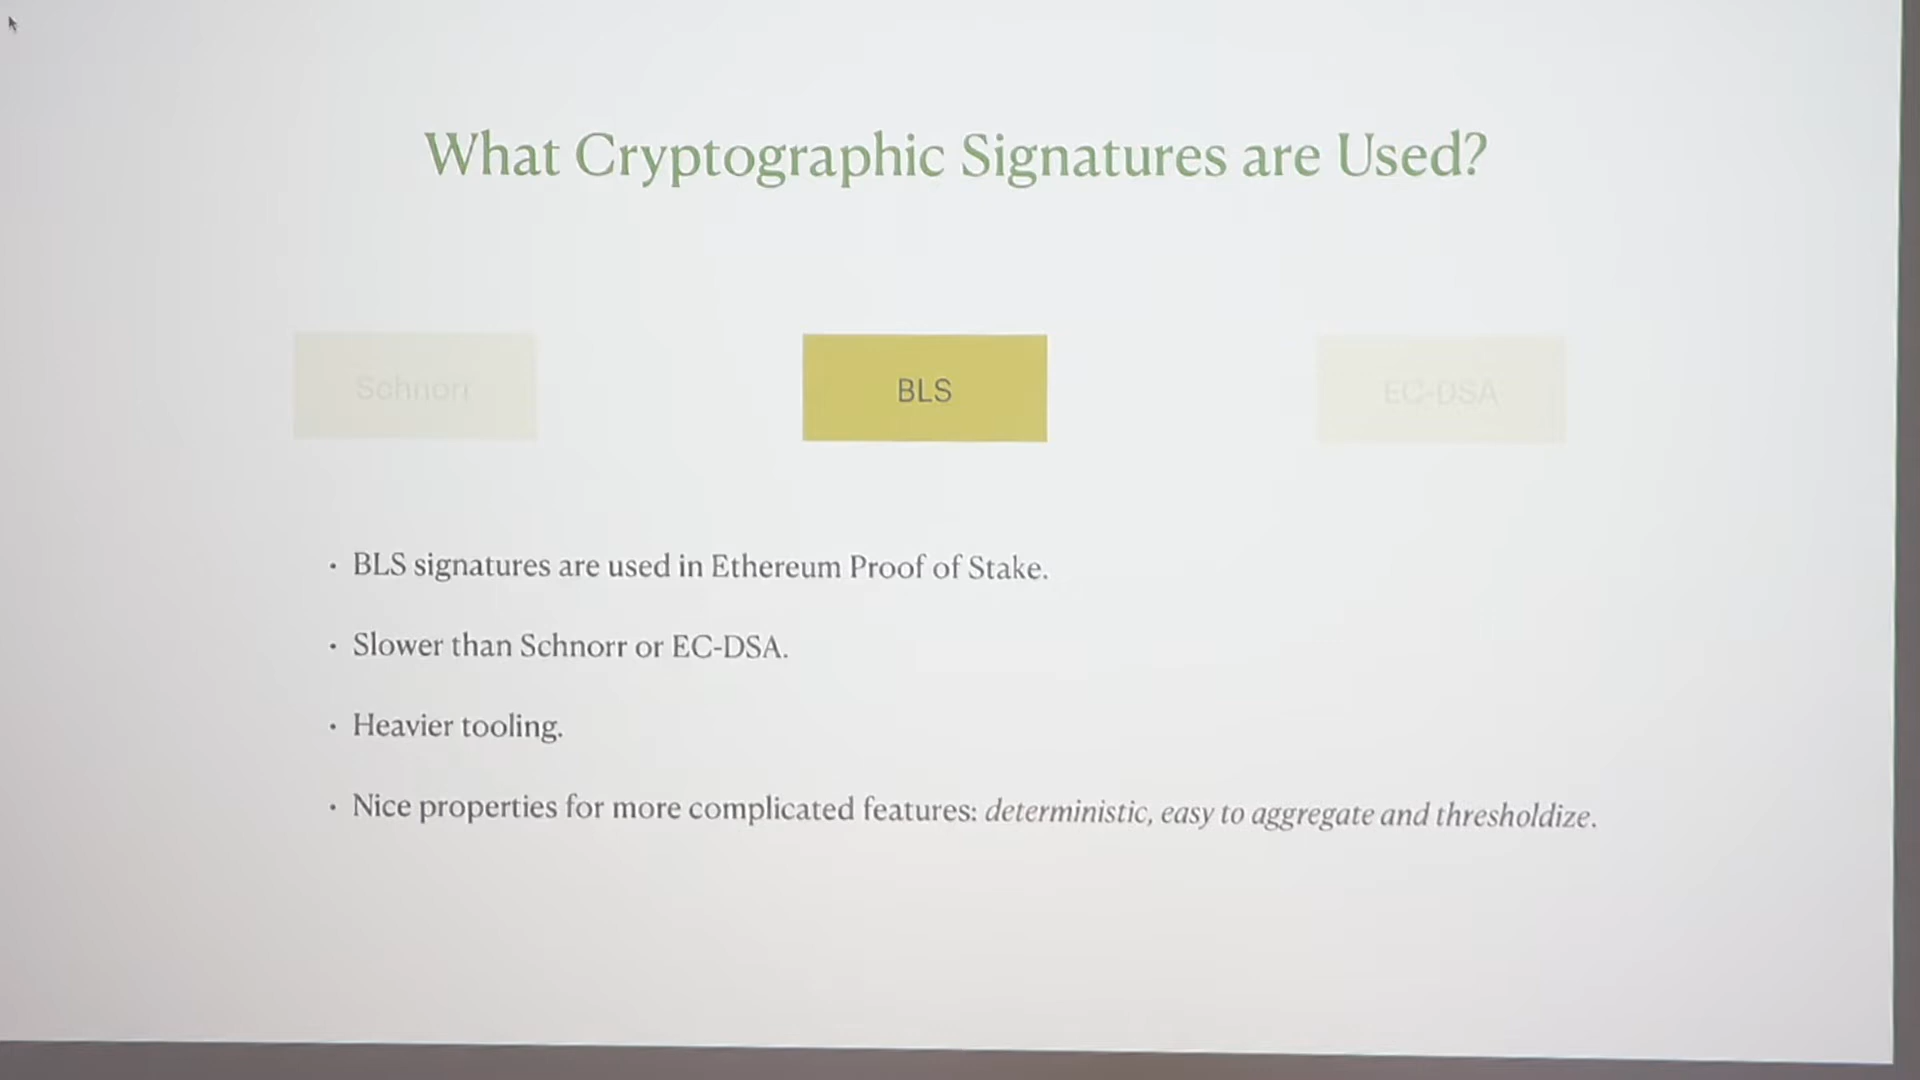 What Cryptographic Signatures are Used?
Schnorr
BLS
EC-DSA
• BLS signatures are used in Ethereum Proof of Stake.
• Slower than Schnorr or EC-DSA.
• Heavier tooling.
• Nice properties for more complicated features: deterministic, easy to aggregate and thresholdize.